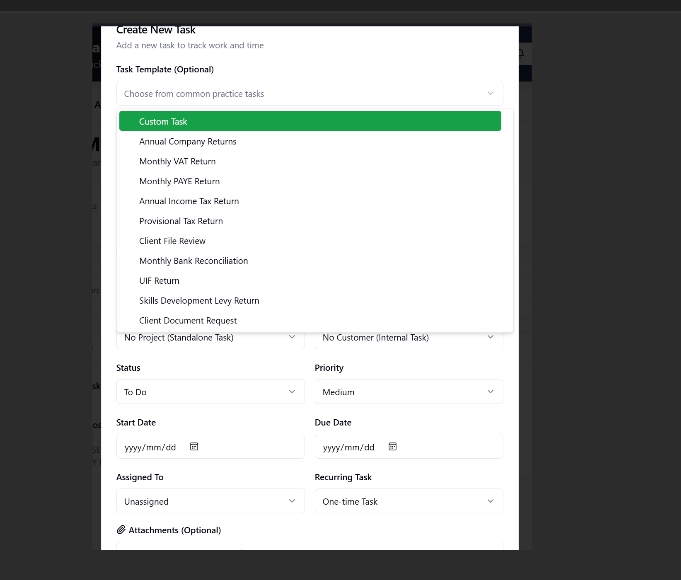 Create New Task
Add a new task to track work and time
Task Template (Optional)
Choose from common practice tasks
Custom Task
Annual Company Returns
Monthly VAT Return
Monthly PAYE Return
Annual Income Tax Return
Provisional Tax Return
Client File Review
Monthly Bank Reconciliation
UIF Return
Skills Development Levy Return
Client Document Request
No Project (Standalone Task) No Customer (Internal Task)
Status Priority
To Do Medium
Start Date Due Date
yyyy/mm/dd yyyy/mm/dd
Assigned To Recurring Task
Unassigned One-time Task
Attachments (Optional)